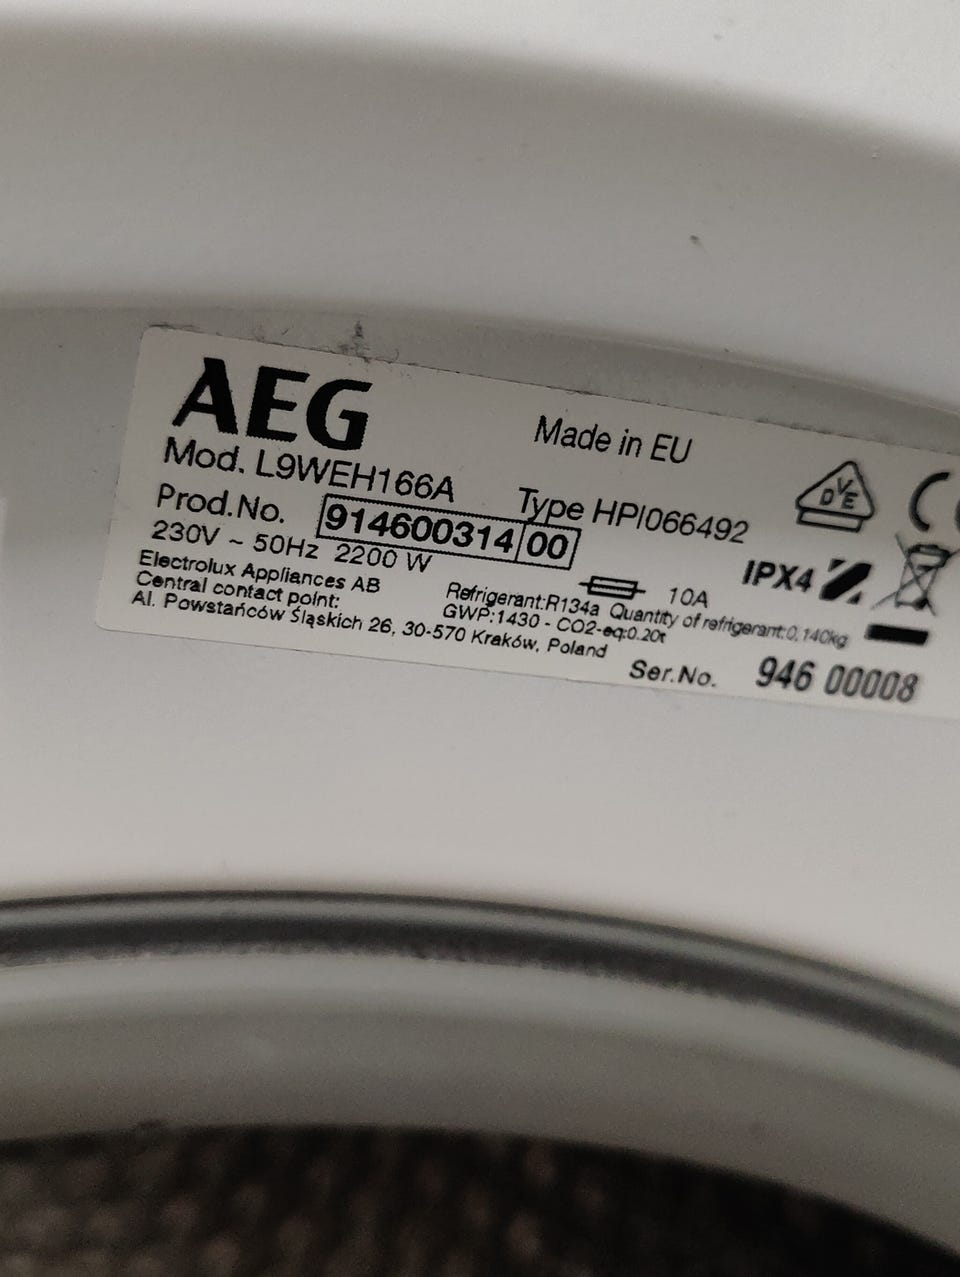 AEG
Made in EU
Mod. L9WEH166A
Type HPI066492
DVE
Prod.No. 914600314 00
230V ~ 50Hz 2200 W
10A
IPX4
Electrolux Appliances AB
Central contact point:
Al. Powstańców Śląskich 26, 30-570 Kraków, Poland
Refrigerant:R134a Quantity of refrigerant:0,140kg
GWP:1430 - CO2-eq:0.20t
Ser.No. 946 00008